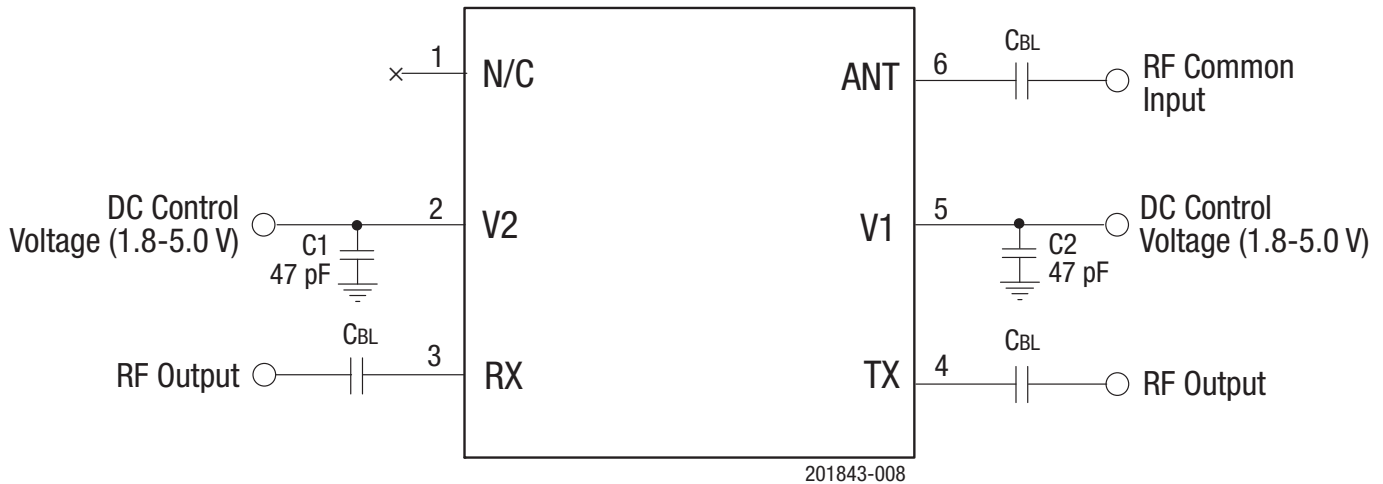 1
N/C
ANT
6
CBL
RF Common
Input
DC Control
Voltage (1.8-5.0 V)
2
V2
C1
47 pF
V1
5
DC Control
Voltage (1.8-5.0 V)
C2
47 pF
RF Output
CBL
3
RX
TX
4
CBL
RF Output
201843-008